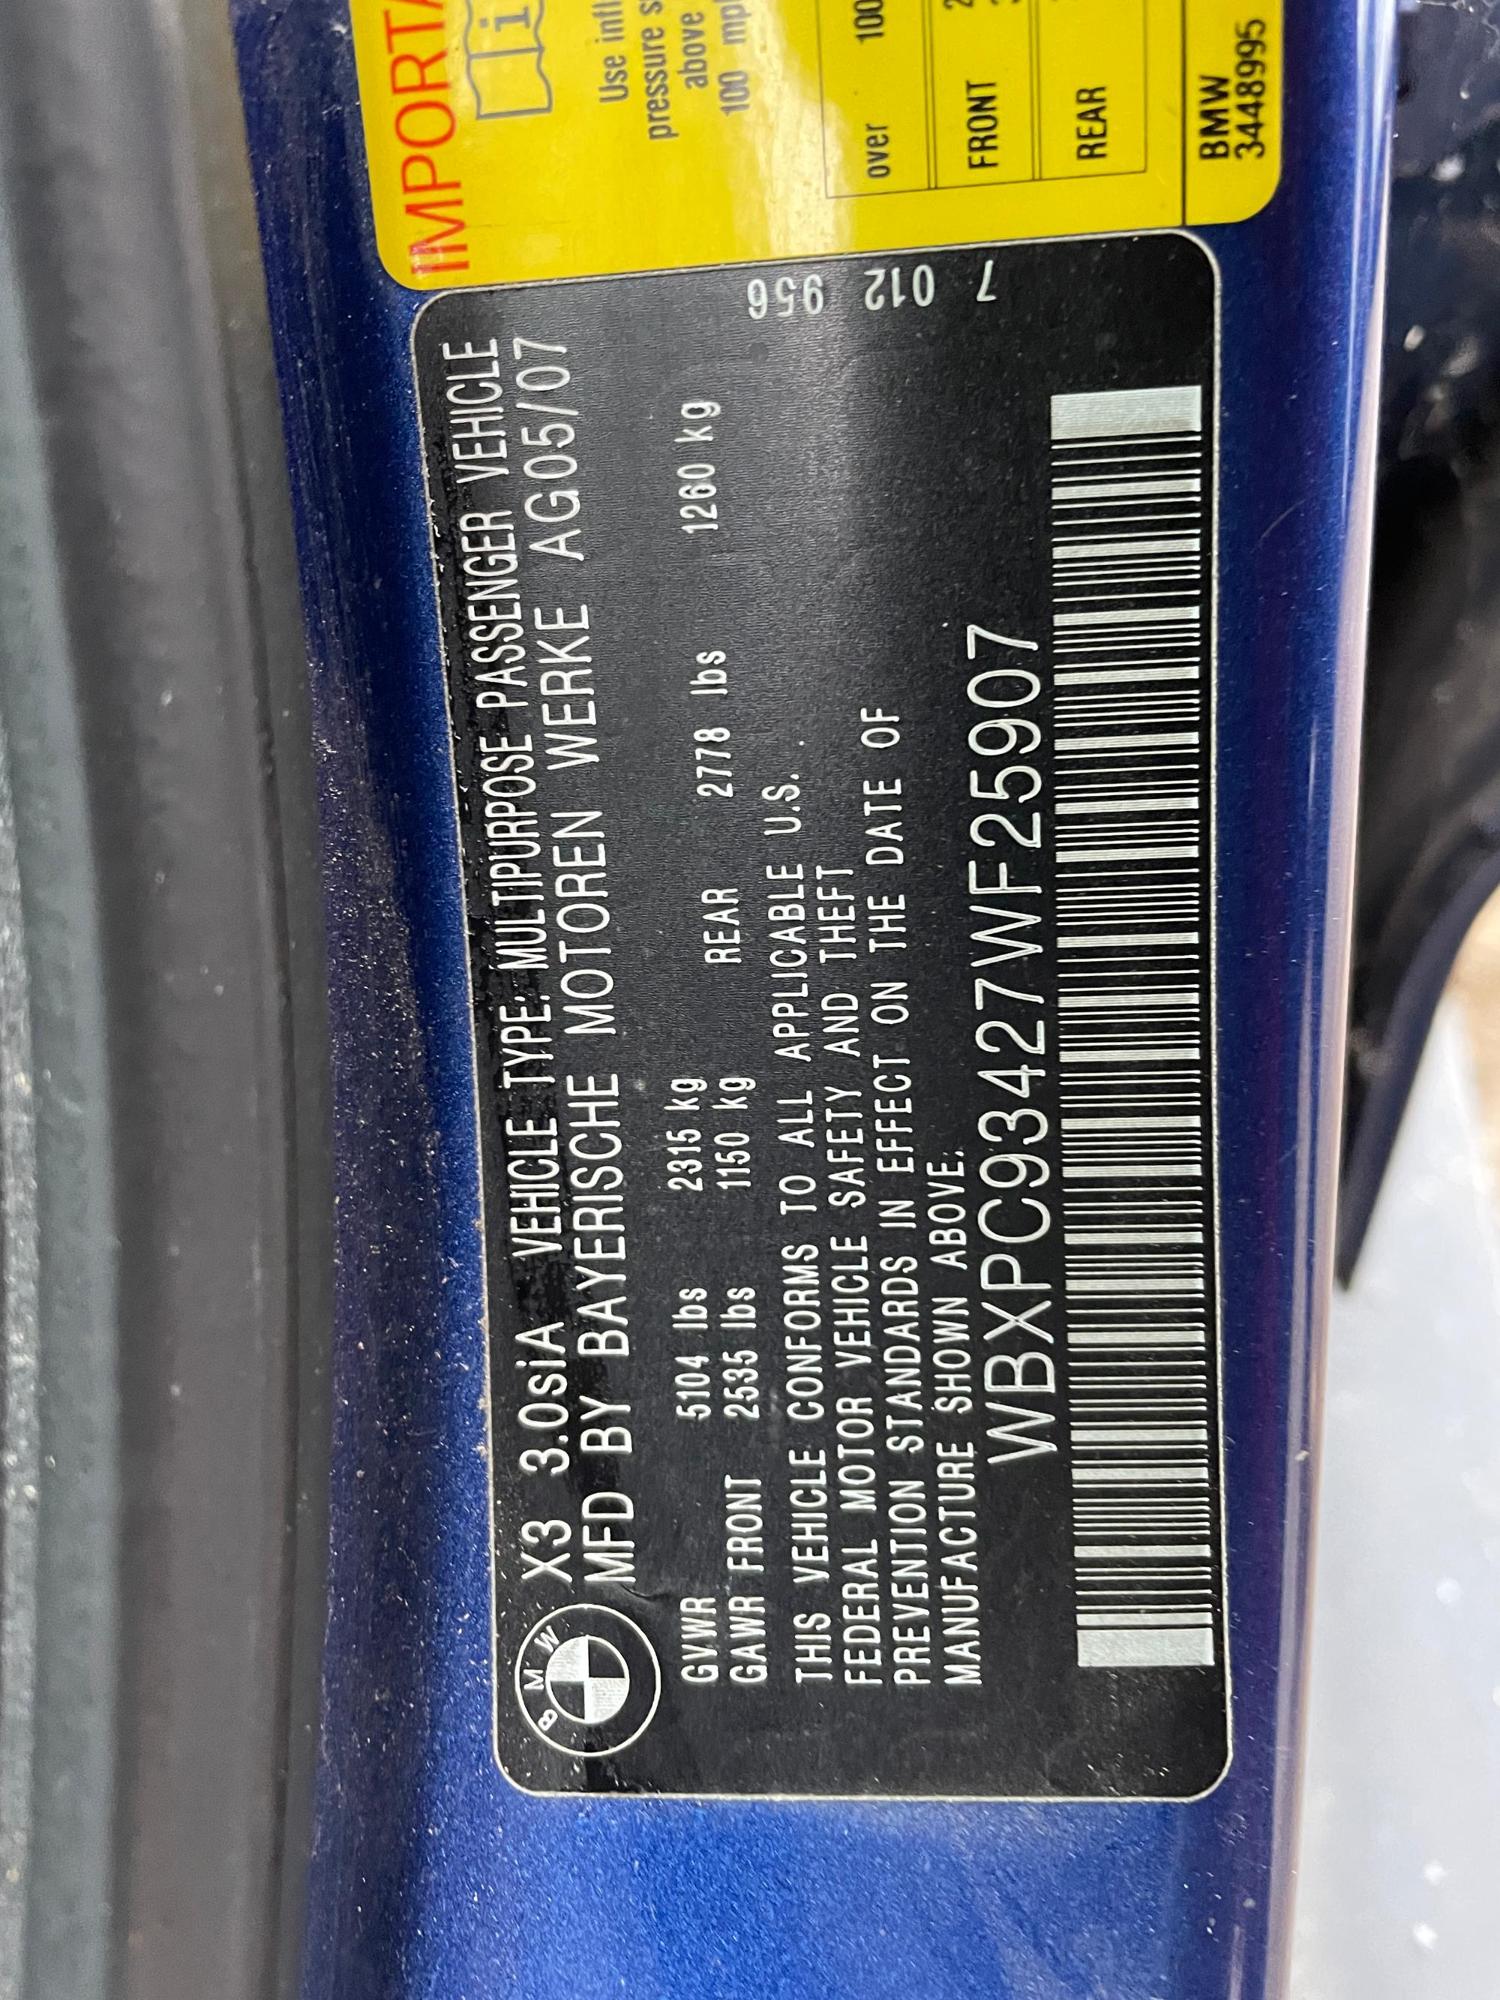 B M W
X3 3.0siA VEHICLE TYPE: MULTIPURPOSE PASSENGER VEHICLE
MFD BY BAYERISCHE MOTOREN WERKE AG05/07
GVWR 5104 lbs 2315 kg
GAWR FRONT 2535 lbs 1150 kg REAR 2778 lbs 1260 kg
THIS VEHICLE CONFORMS TO ALL APPLICABLE U.S.
FEDERAL MOTOR VEHICLE SAFETY AND THEFT
PREVENTION STANDARDS IN EFFECT ON THE DATE OF
MANUFACTURE SHOWN ABOVE.
WBXPC93427WF25907
7 012 956
Use
pressure
above
100 mph
over 100
FRONT
REAR
BMW
3448995